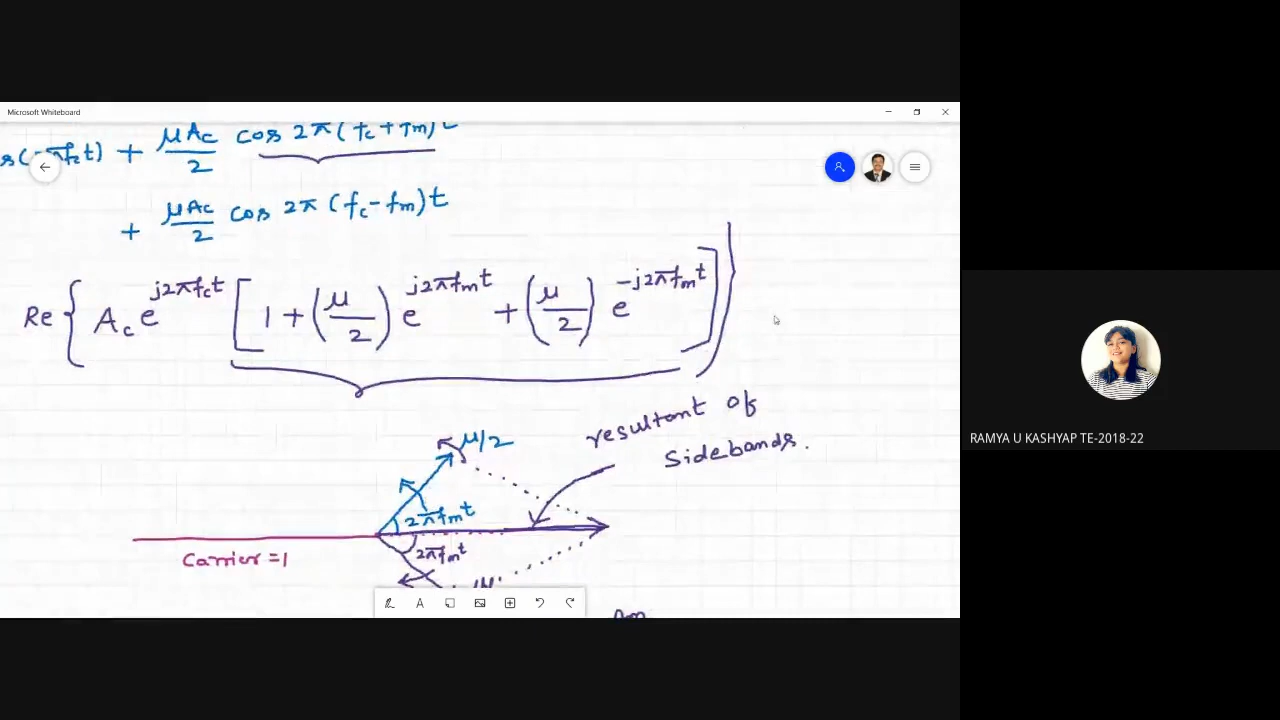 Microsoft Whiteboard
s(2πfct) + μAc/2 cos 2π(fc+fm)t
+ μAc/2 cos 2π(fc-fm)t
Re { Ac e^j2πfct [ 1 + (μ/2) e^j2πfmt + (μ/2) e^-j2πfmt ] }
resultant of
sidebands.
μ/2
2πfmt
2πfmt
Carrier = 1
RAMYA U KASHYAP TE-2018-22
A